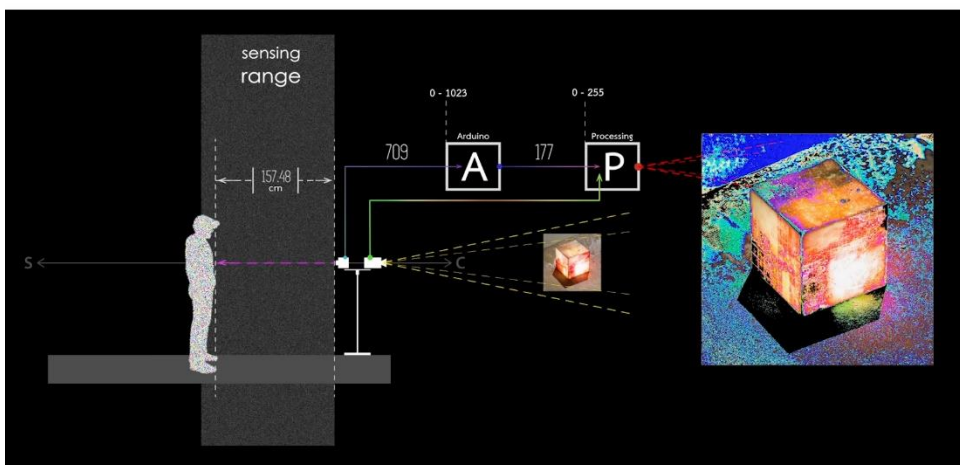 sensing
range
0 - 1023
0 - 255
Arduino
Processing
709
A
177
P
157.48
cm
S
C